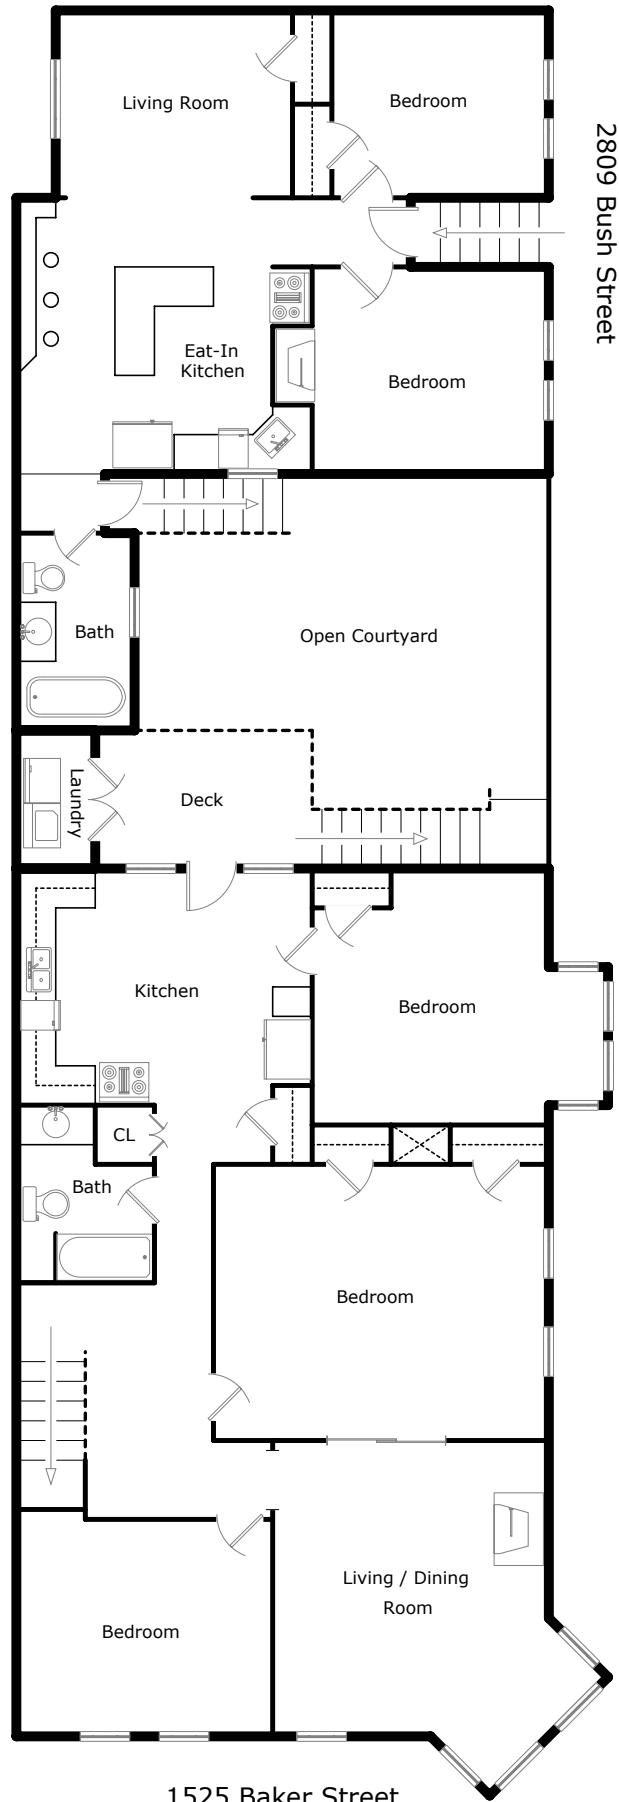 Living Room
Bedroom
2809 Bush Street
Eat-In
Kitchen
Bedroom
Bath
Open Courtyard
Laundry
Deck
Kitchen
Bedroom
CL
Bath
Bedroom
Living / Dining
Room
Bedroom
1525 Baker Street